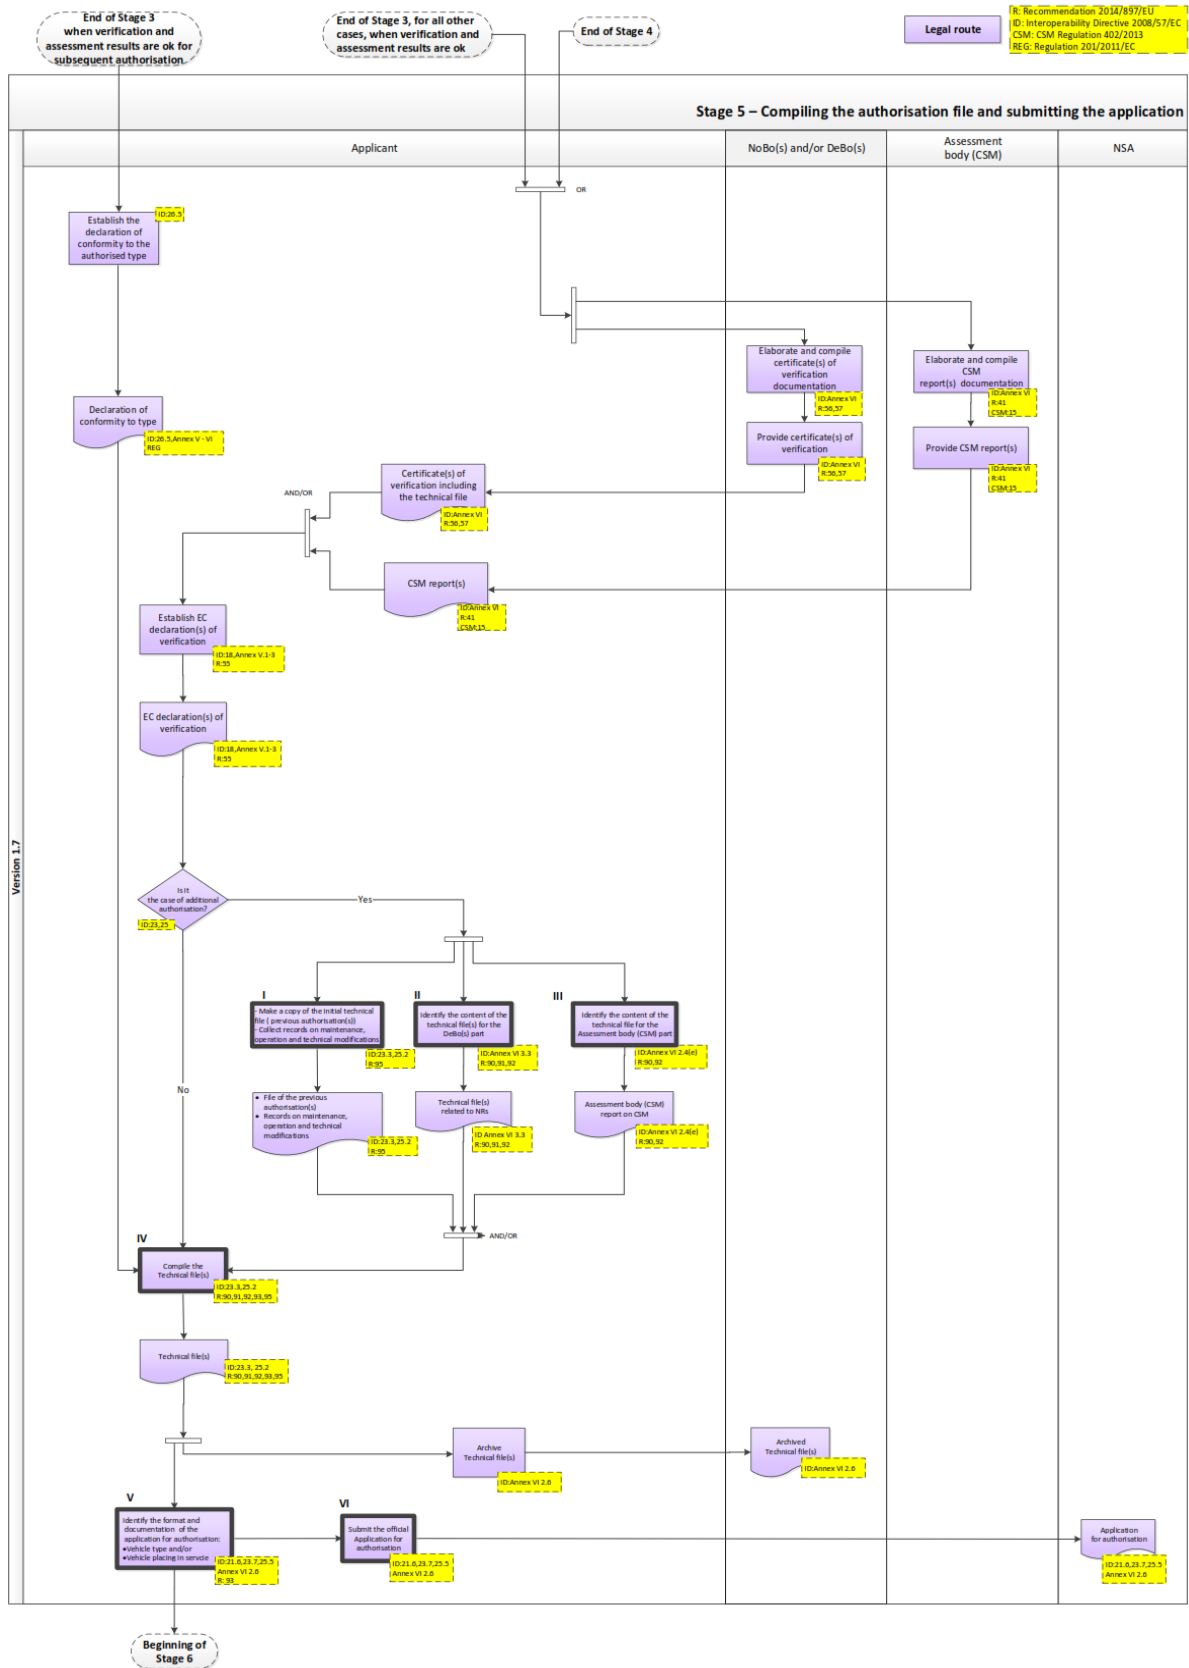 End of Stage 3
when verification and
assessment results are ok for
subsequent authorisation
End of Stage 3, for all other
cases, when verification and
assessment results are ok
End of Stage 4
Legal route
R: Recommendation 2014/897/EU
ID: Interoperability Directive 2008/57/EC
CSM: CSM Regulation 402/2013
REG: Regulation 201/2011/EC
Stage 5 – Compiling the authorisation file and submitting the application
Applicant
NoBo(s) and/or DeBo(s)
Assessment
body (CSM)
NSA
OR
Establish the
declaration of
conformity to the
authorised type
ID:26.5
Elaborate and compile
certificate(s) of
verification
documentation
ID:Annex VI
R:56,57
Elaborate and compile
CSM
report(s) documentation
ID:Annex VI
R:41
CSM:15
Declaration of
conformity to type
ID:26.5,Annex V - VI
REG
Provide certificate(s) of
verification
ID:Annex VI
R:56,57
Provide CSM report(s)
ID:Annex VI
R:41
CSM:15
Certificate(s) of
verification including
the technical file
ID:Annex VI
R:56,57
AND/OR
CSM report(s)
ID:Annex VI
R:41
CSM:15
Establish EC
declaration(s) of
verification
ID:18,Annex V.1-3
R:55
EC declaration(s) of
verification
ID:18,Annex V.1-3
R:55
Version 1.7
Is it
the case of additional
authorisation?
ID:23,25
Yes
No
I
- Make a copy of the initial technical
file ( previous authorisation(s))
- Collect records on maintenance,
operation and technical modifications
ID:23.3,25.2
R:95
II
Identify the content of the
technical file(s) for the
DeBo(s) part
ID:Annex VI 3.3
R:90,91,92
III
Identify the content of the
technical file for the
Assessment body (CSM) part
ID:Annex VI 2.4(e)
R:90,92
• File of the previous
authorisation(s)
• Records on maintenance,
operation and technical
modifications
ID:23.3,25.2
R:95
Technical file(s)
related to NRs
ID Annex VI 3.3
R:90,91,92
Assessment body (CSM)
report on CSM
ID:Annex VI 2.4(e)
R:90,92
AND/OR
IV
Compile the
Technical file(s)
ID:23.3,25.2
R:90,91,92,93,95
Technical file(s)
ID:23.3, 25.2
R:90,91,92,93,95
Archive
Technical file(s)
ID:Annex VI 2.6
Archived
Technical file(s)
ID:Annex VI 2.6
V
Identify the format and
documentation of the
application for authorisation:
•Vehicle type and/or
•Vehicle placing in servcie
ID:21.6,23.7,25.5
Annex VI 2.6
R: 93
VI
Submit the official
Application for
authorisation
ID:21.6,23.7,25.5
Annex VI 2.6
Application
for authorisation
ID:21.6,23.7,25.5
Annex VI 2.6
Beginning of
Stage 6